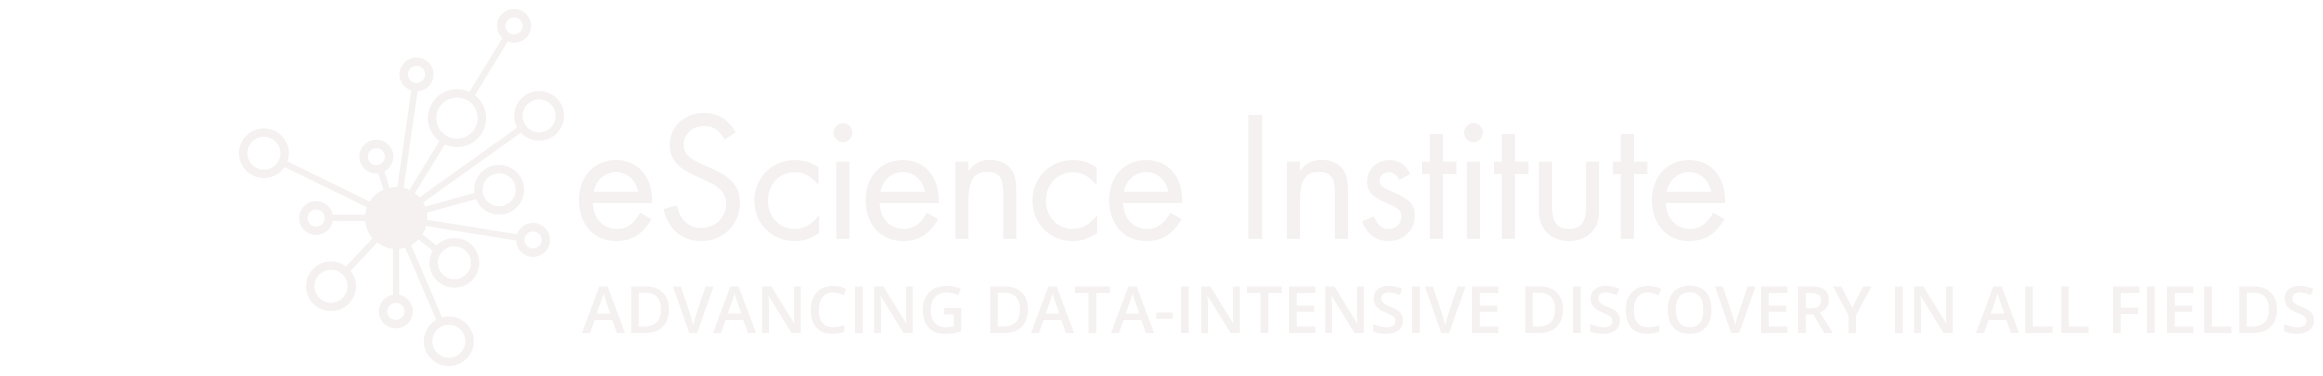 eScience Institute
ADVANCING DATA-INTENSIVE DISCOVERY IN ALL FIELDS